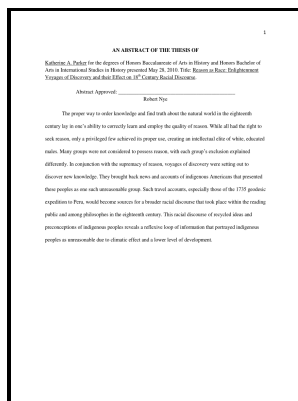 1
AN ABSTRACT OF THE THESIS OF
Katherine A. Parker for the degrees of Honors Baccalaureate of Arts in History and Honors Bachelor
of Arts in International Studies in History presented May 28, 2010. Title: Reason as Race: Enlightenment
Voyages of Discovery and their Effect on 18th Century Racial Discourse.
Abstract Approved: ________________________________________
Robert Nye
The proper way to order knowledge and find truth about the natural world in the eighteenth
century lay in one's ability to correctly learn and employ the quality of reason. While all had the right to
seek reason, only a privileged few achieved its proper use, creating an intellectual elite of white, educated
males. Many groups were not considered to possess reason, with each group's exclusion explained
differently. In conjunction with the supremacy of reason, voyages of discovery were setting out to
discover new knowledge. They brought back news and accounts of indigenous Americans that presented
these peoples as one such unreasonable group. Such travel accounts, especially those of the 1735 geodesic
expedition to Peru, would become sources for a broader racial discourse that took place within the reading
public and among philosophes in the eighteenth century. This racial discourse of recycled ideas and
preconceptions of indigenous peoples reveals a reflexive loop of information that portrayed indigenous
peoples as unreasonable due to climatic effect and a lower level of development.